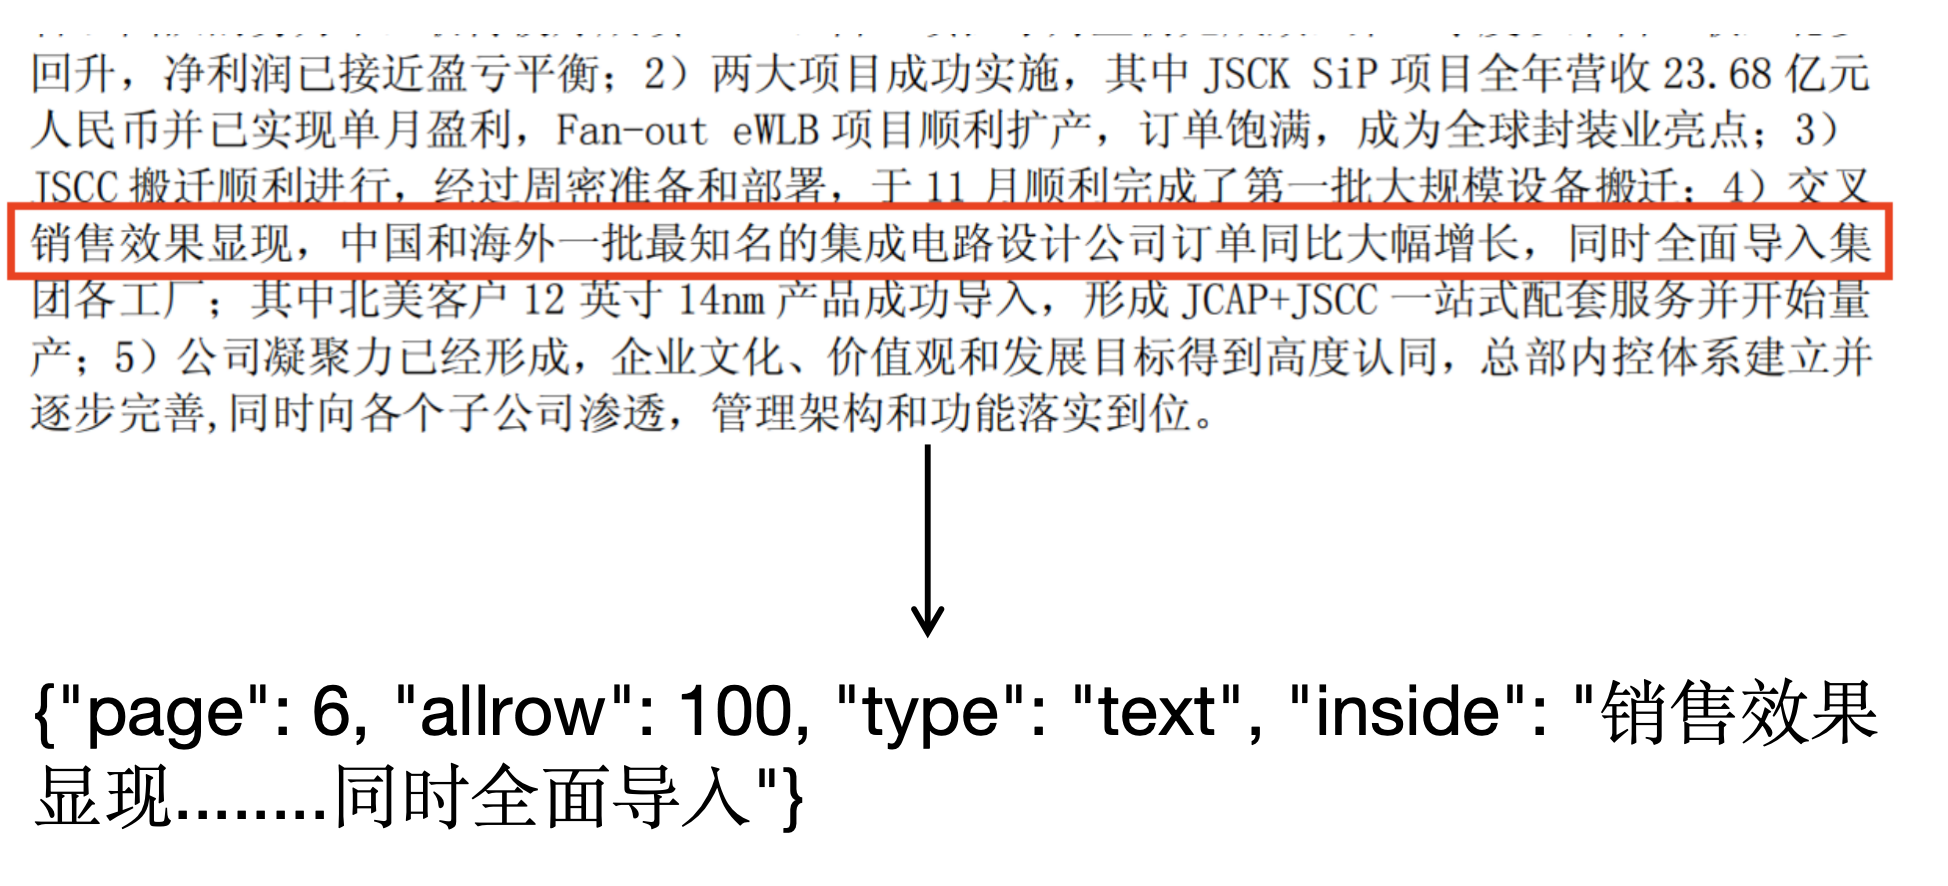 回升，净利润已接近盈亏平衡；2）两大项目成功实施，其中 JSCK SiP 项目全年营收 23.68 亿元
人民币并已实现单月盈利，Fan-out eWLB 项目顺利扩产，订单饱满，成为全球封装业亮点；3）
JSCC 搬迁顺利进行，经过周密准备和部署，于 11 月顺利完成了第一批大规模设备搬迁；4）交叉
销售效果显现，中国和海外一批最知名的集成电路设计公司订单同比大幅增长，同时全面导入集
团各工厂；其中北美客户 12 英寸 14nm 产品成功导入，形成 JCAP+JSCC 一站式配套服务并开始量
产；5）公司凝聚力已经形成，企业文化、价值观和发展目标得到高度认同，总部内控体系建立并
逐步完善,同时向各个子公司渗透，管理架构和功能落实到位。
{"page": 6, "allrow": 100, "type": "text", "inside": "销售效果
显现........同时全面导入"}